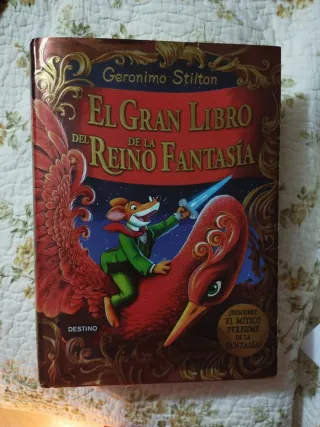 Geronimo Stilton
EL GRAN LIBRO
DE LA
DEL REINO FANTASÍA
DESTINO
¡DESCUBRE
EL MÍTICO
PERFUME
DE LA
FANTASÍA!